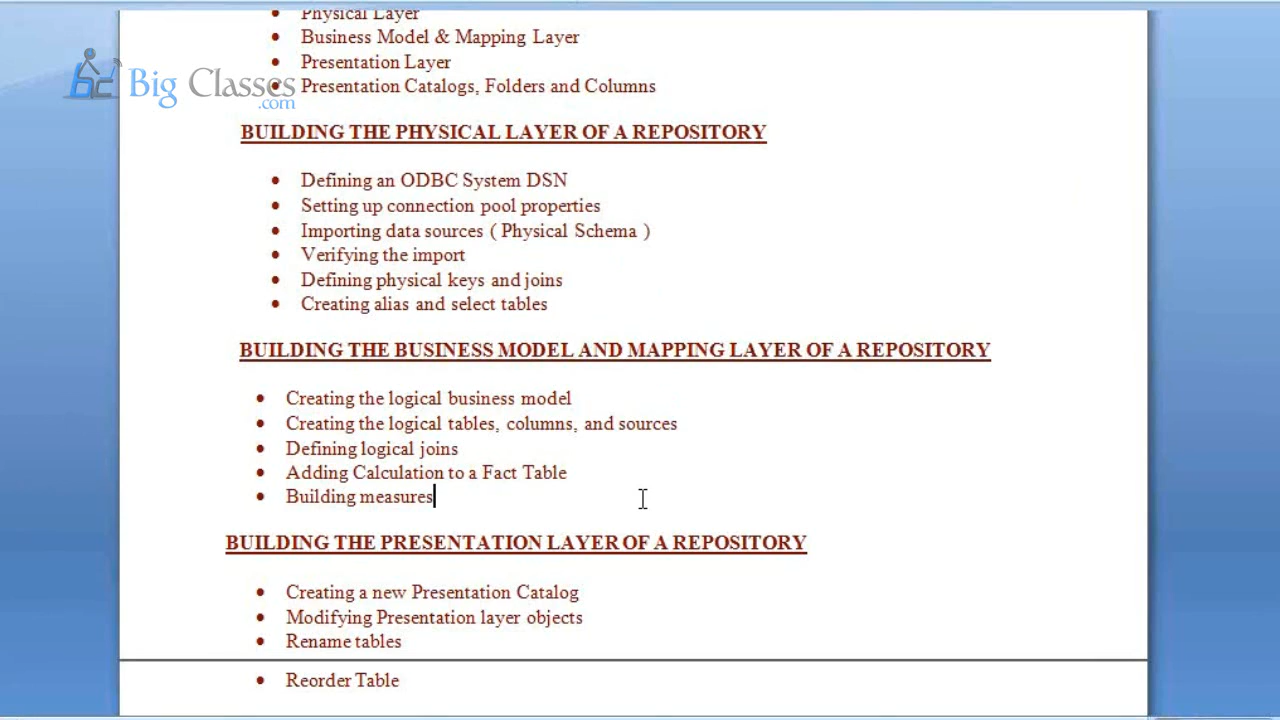 Physical Layer
Business Model & Mapping Layer
Presentation Layer
Presentation Catalogs, Folders and Columns
Big Classes
.com
BUILDING THE PHYSICAL LAYER OF A REPOSITORY
Defining an ODBC System DSN
Setting up connection pool properties
Importing data sources ( Physical Schema )
Verifying the import
Defining physical keys and joins
Creating alias and select tables
BUILDING THE BUSINESS MODEL AND MAPPING LAYER OF A REPOSITORY
Creating the logical business model
Creating the logical tables, columns, and sources
Defining logical joins
Adding Calculation to a Fact Table
Building measures
BUILDING THE PRESENTATION LAYER OF A REPOSITORY
Creating a new Presentation Catalog
Modifying Presentation layer objects
Rename tables
Reorder Table